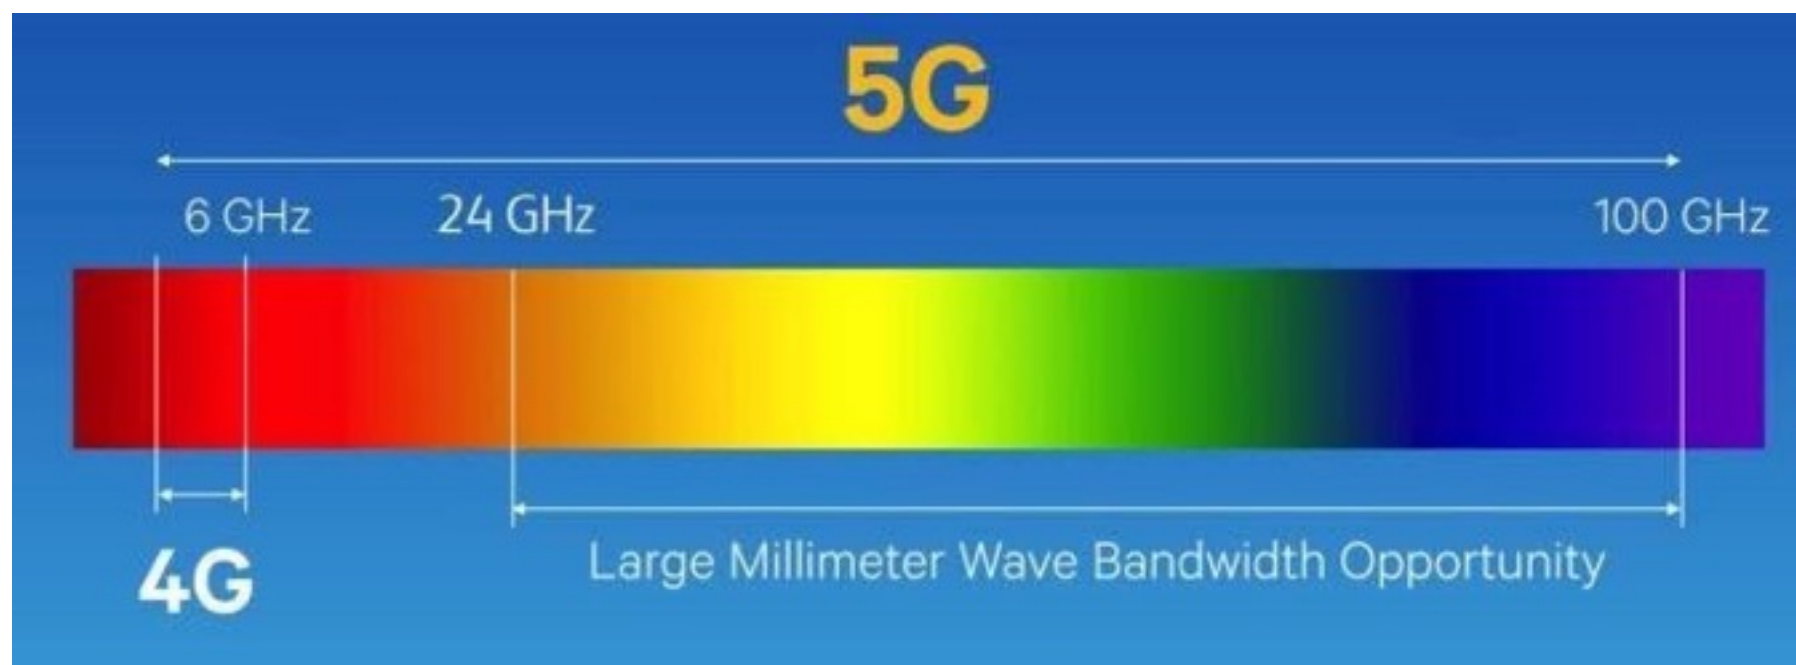 5G
6 GHz 24 GHz 100 GHz
4G
Large Millimeter Wave Bandwidth Opportunity